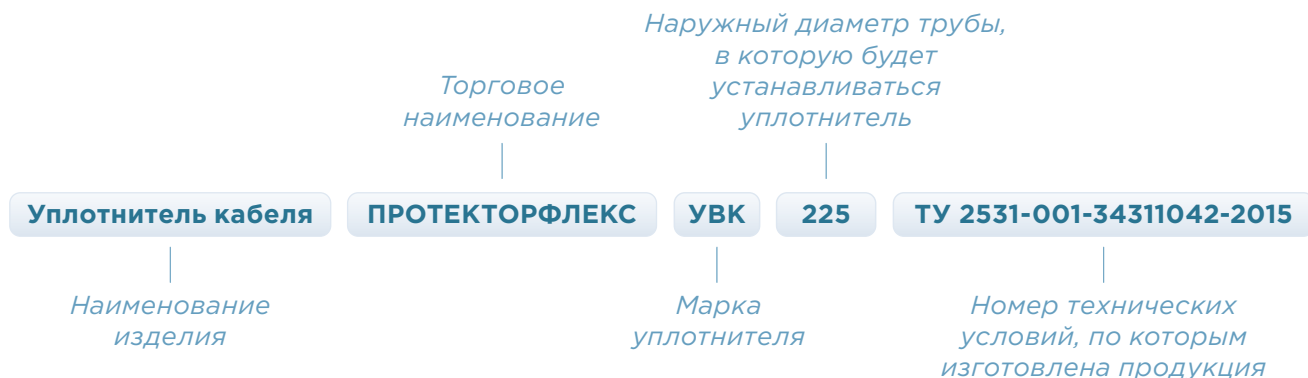 Наружный диаметр трубы,
в которую будет
устанавливаться
уплотнитель
Торговое
наименование
Уплотнитель кабеля ПРОТЕКТОРФЛЕКС УВК 225 ТУ 2531-001-34311042-2015
Наименование
изделия
Марка
уплотнителя
Номер технических
условий, по которым
изготовлена продукция